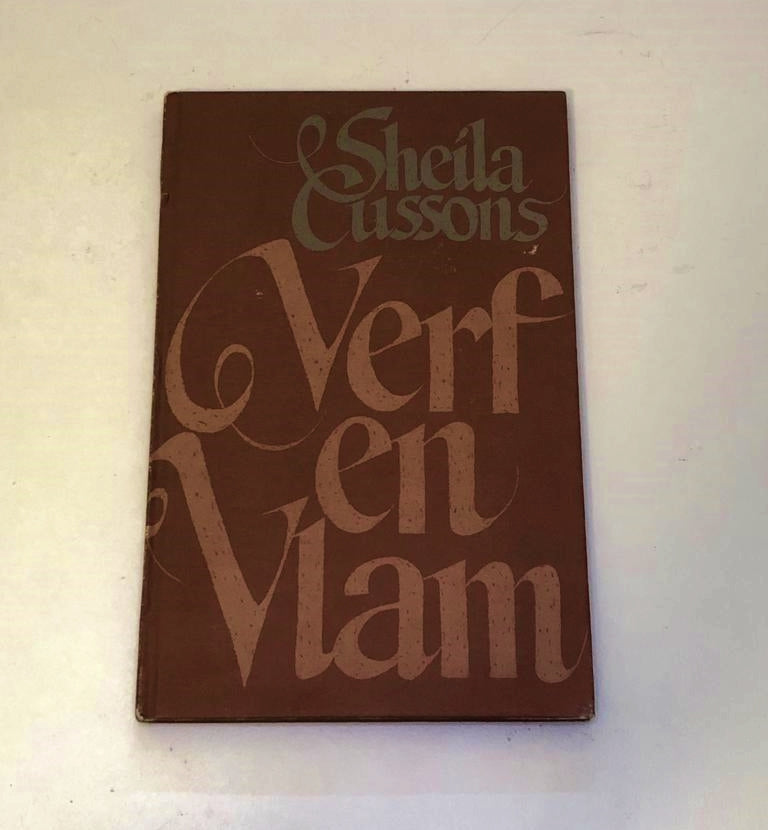 Sheila
Cussons
Verf
en
Vlam